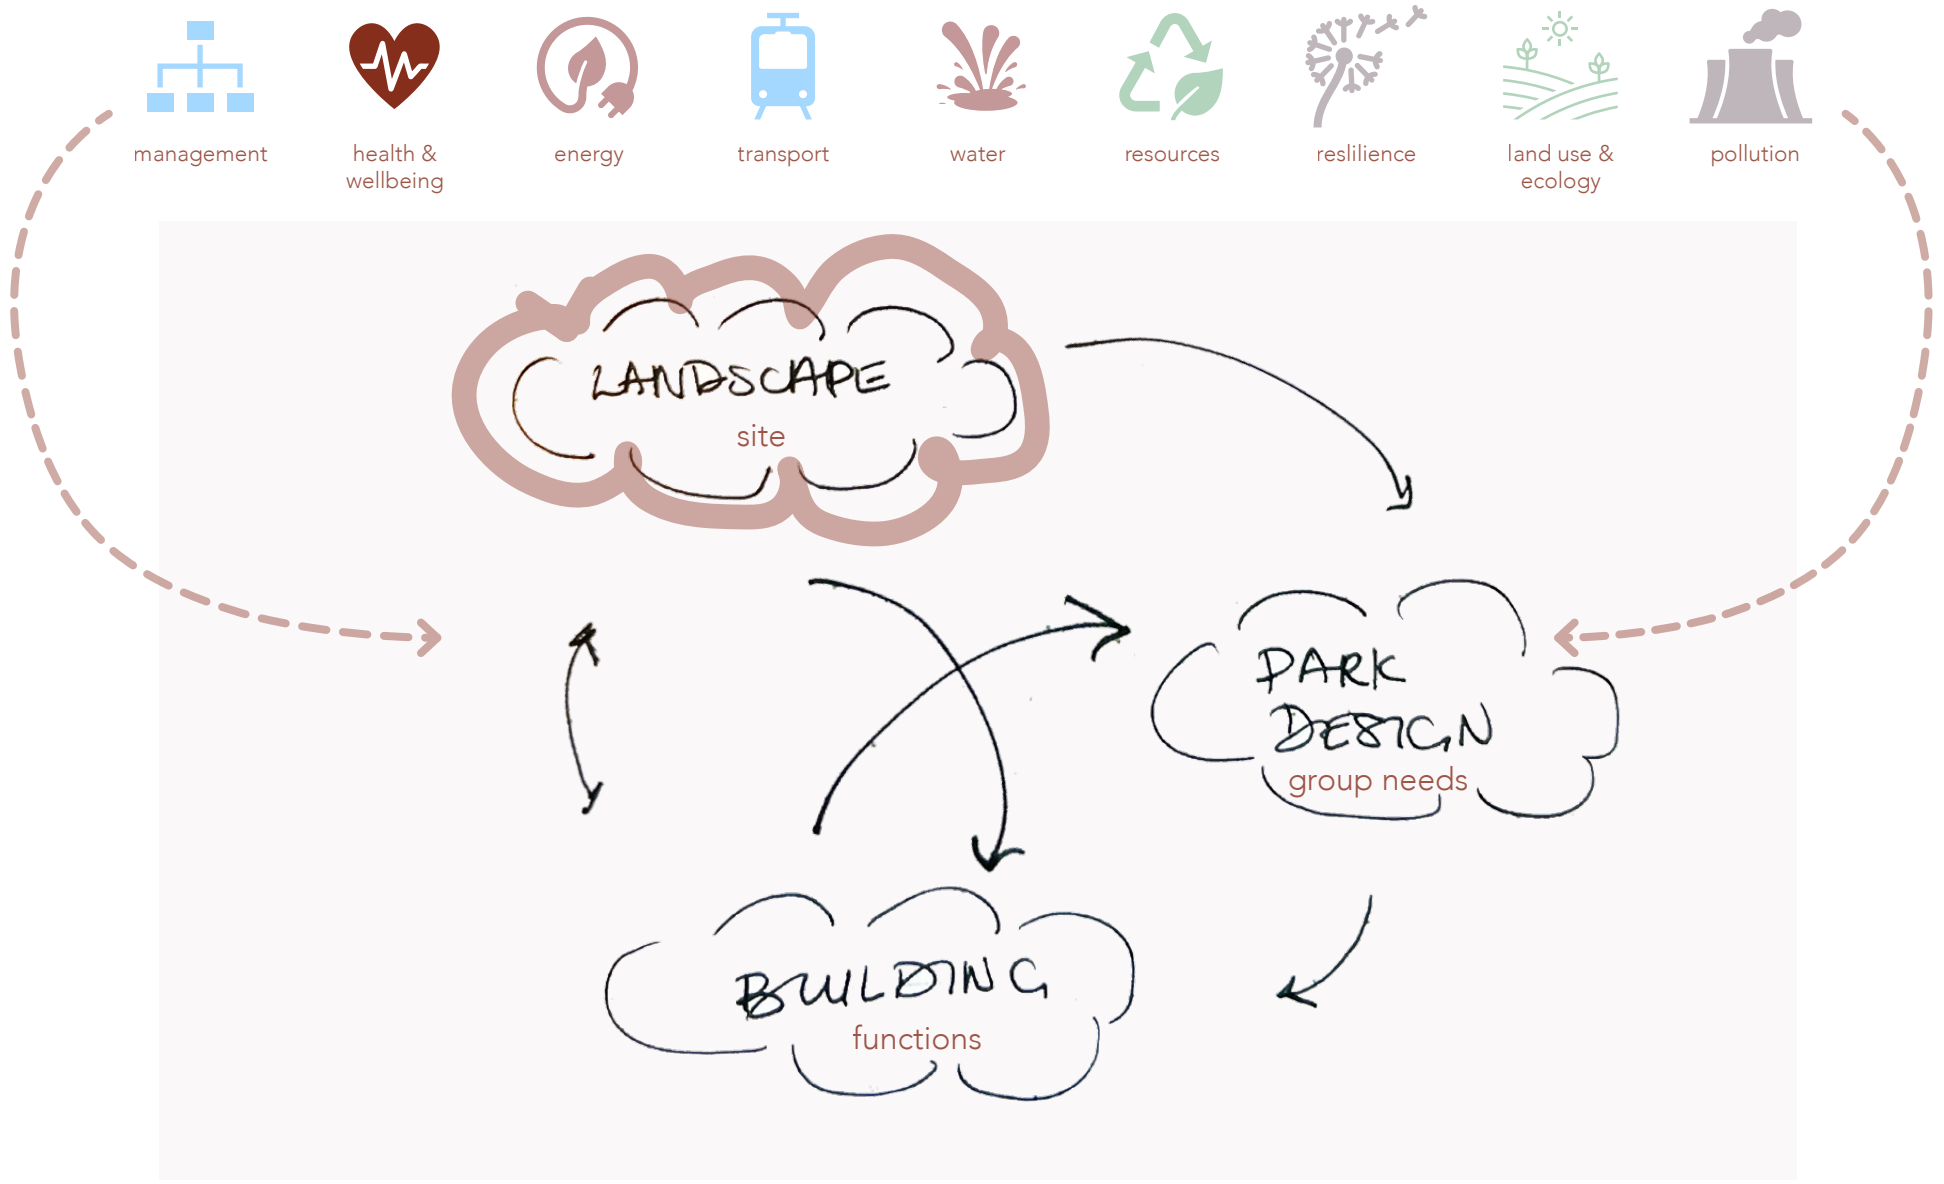 management
health &
wellbeing
energy
transport
water
resources
reslilience
land use &
ecology
pollution
LANDSCAPE
site
PARK
DESIGN
group needs
BUILDING
functions